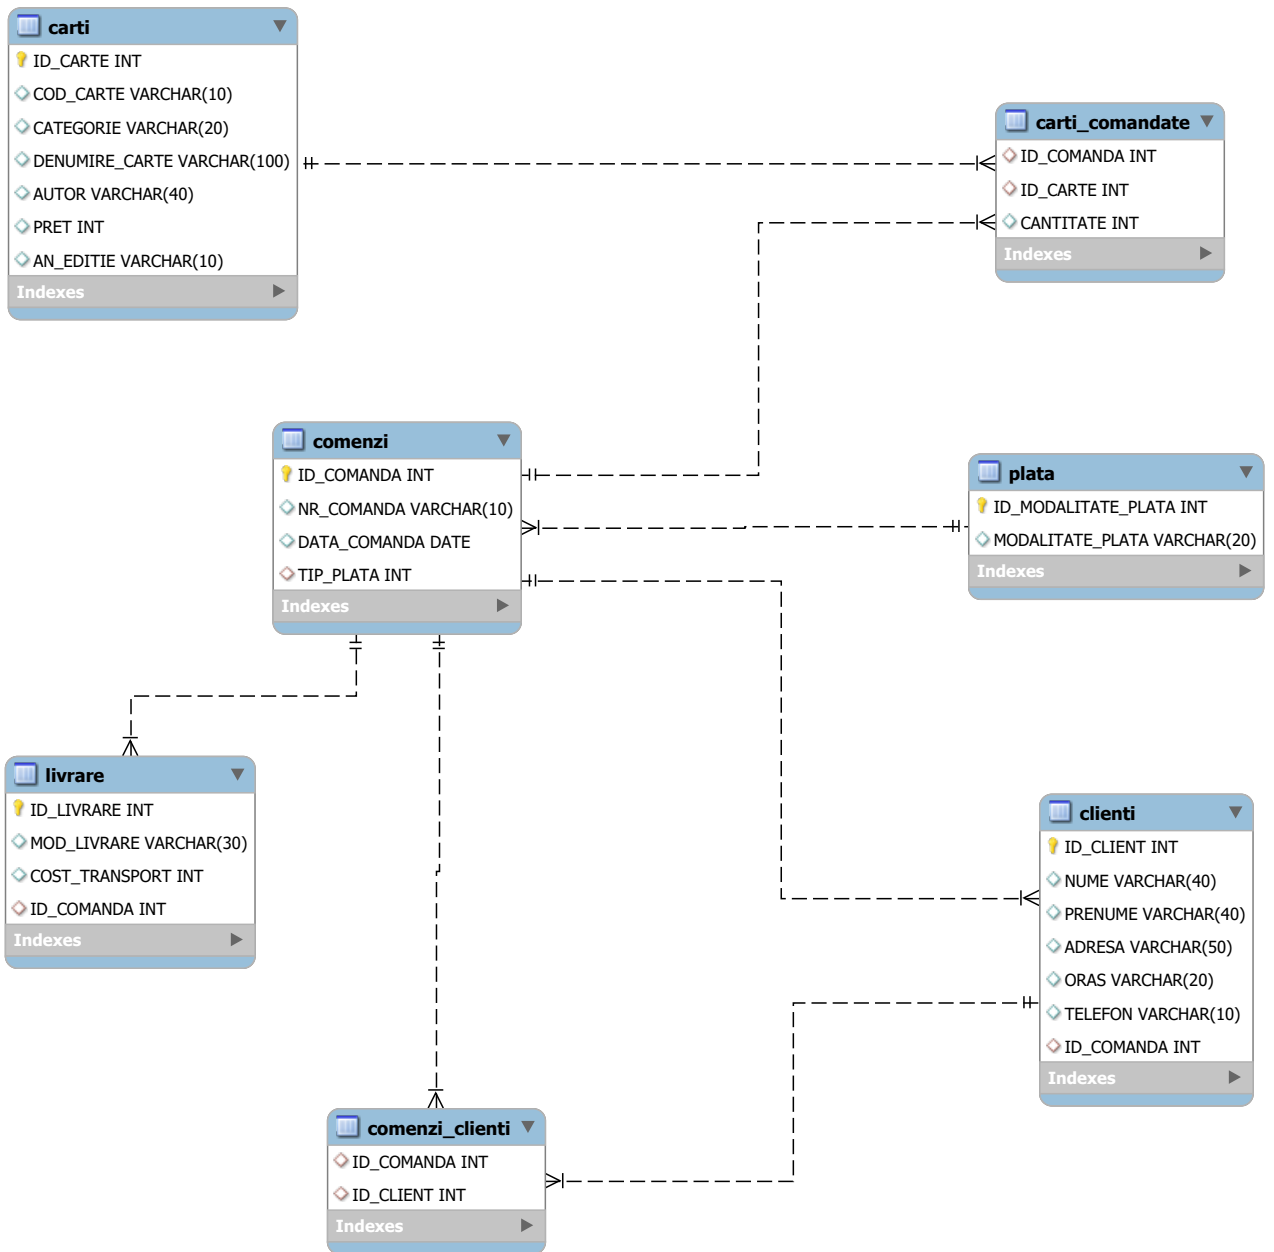 carti
ID_CARTE INT
COD_CARTE VARCHAR(10)
CATEGORIE VARCHAR(20)
DENUMIRE_CARTE VARCHAR(100)
AUTOR VARCHAR(40)
PRET INT
AN_EDITIE VARCHAR(10)
Indexes
carti_comandate
ID_COMANDA INT
ID_CARTE INT
CANTITATE INT
Indexes
comenzi
ID_COMANDA INT
NR_COMANDA VARCHAR(10)
DATA_COMANDA DATE
TIP_PLATA INT
Indexes
plata
ID_MODALITATE_PLATA INT
MODALITATE_PLATA VARCHAR(20)
Indexes
livrare
ID_LIVRARE INT
MOD_LIVRARE VARCHAR(30)
COST_TRANSPORT INT
ID_COMANDA INT
Indexes
clienti
ID_CLIENT INT
NUME VARCHAR(40)
PRENUME VARCHAR(40)
ADRESA VARCHAR(50)
ORAS VARCHAR(20)
TELEFON VARCHAR(10)
ID_COMANDA INT
Indexes
comenzi_clienti
ID_COMANDA INT
ID_CLIENT INT
Indexes